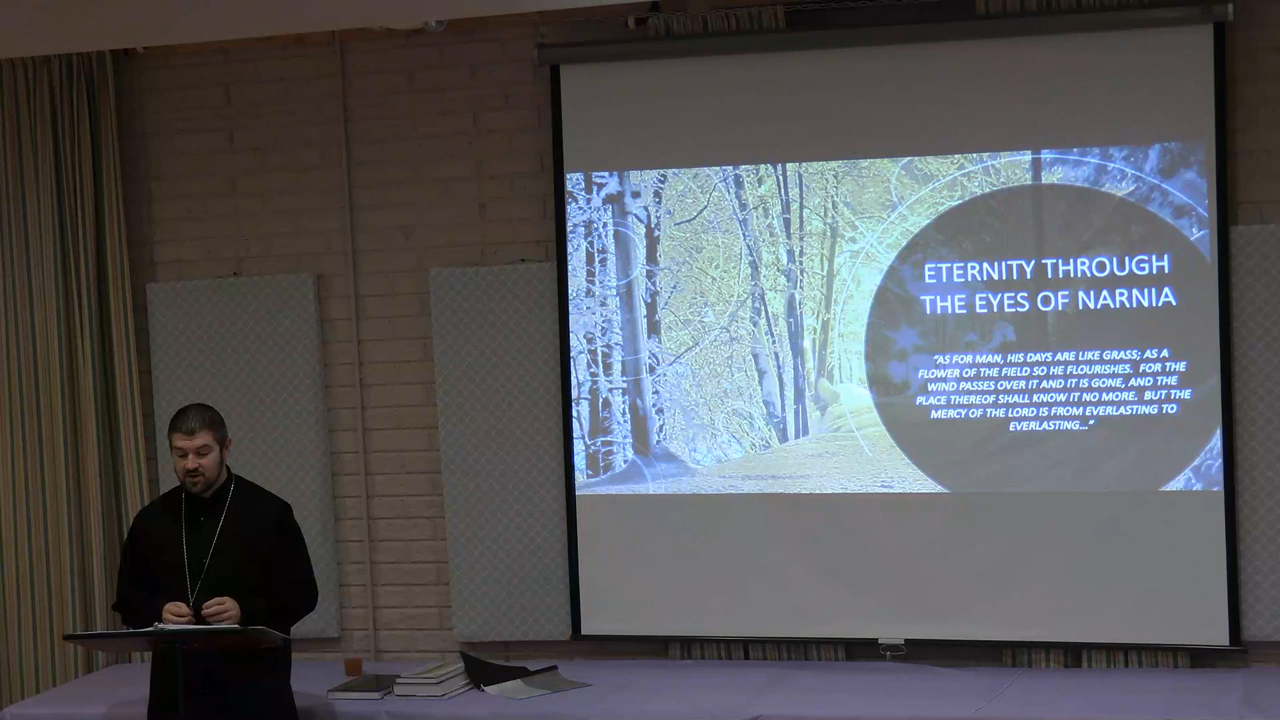 ETERNITY THROUGH
THE EYES OF NARNIA
"AS FOR MAN, HIS DAYS ARE LIKE GRASS; AS A
FLOWER OF THE FIELD SO HE FLOURISHES. FOR THE
WIND PASSES OVER IT AND IT IS GONE, AND THE
PLACE THEREOF SHALL KNOW IT NO MORE. BUT THE
MERCY OF THE LORD IS FROM EVERLASTING TO
EVERLASTING..."